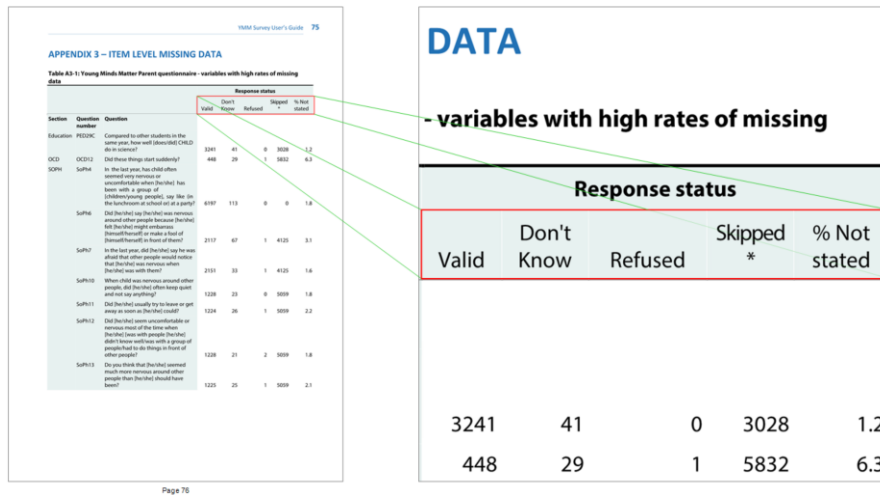 YMM Survey User's Guide 75
APPENDIX 3 – ITEM LEVEL MISSING DATA
Table A3-1: Young Minds Matter Parent questionnaire - variables with high rates of missing
data
Response status
Valid Don't Know Refused Skipped * % Not stated
Section Question number Question
Education PED29C Compared to other students in the
same year, how well [does/did] CHILD
do in science? 3241 41 0 3028 1.2
OCD OCD12 Did these things start suddenly? 448 29 1 5832 6.3
SOPH SoPh4 In the last year, has child often
seemed very nervous or
uncomfortable when [he/she] has
been with a group of
[children/young people], say like (in
the lunchroom at school or) at a party? 6197 113 0 0 1.8
SoPh6 Did [he/she] say [he/she] was nervous
around other people because [he/she]
felt [he/she] might embarrass
[himself/herself] or make a fool of
[himself/herself] in front of them? 2117 67 1 4125 3.1
SoPh7 In the last year, did [he/she] say he was
afraid that other people would notice
that [he/she] was nervous when
[he/she] was with them? 2151 33 1 4125 1.6
SoPh10 When child was nervous around other
people, did [he/she] often keep quiet
and not say anything? 1228 23 0 5059 1.8
SoPh11 Did [he/she] usually try to leave or get
away as soon as [he/she] could? 1224 26 1 5059 2.2
SoPh12 Did [he/she] seem uncomfortable or
nervous most of the time when
[he/she] [was with people [he/she]
didn't know well/was with a group of
people/had to do things in front of
other people? 1228 21 2 5059 1.8
SoPh13 Do you think that [he/she] seemed
much more nervous around other
people than [he/she] should have
been? 1225 25 1 5059 2.1
Page 76
DATA
- variables with high rates of missing
Response status
Don't Skipped % Not
Valid Know Refused * stated
3241 41 0 3028 1.2
448 29 1 5832 6.3